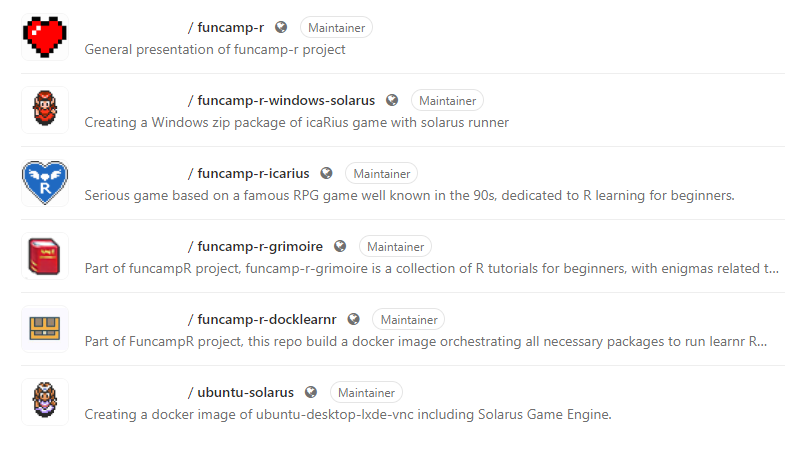 / funcamp-r Maintainer
General presentation of funcamp-r project
/ funcamp-r-windows-solarus Maintainer
Creating a Windows zip package of icaRius game with solarus runner
R
/ funcamp-r-icarius Maintainer
Serious game based on a famous RPG game well known in the 90s, dedicated to R learning for beginners.
/ funcamp-r-grimoire Maintainer
Part of funcampR project, funcamp-r-grimoire is a collection of R tutorials for beginners, with enigmas related t...
/ funcamp-r-docklearnr Maintainer
Part of FuncampR project, this repo build a docker image orchestrating all necessary packages to run learnr R...
/ ubuntu-solarus Maintainer
Creating a docker image of ubuntu-desktop-lxde-vnc including Solarus Game Engine.